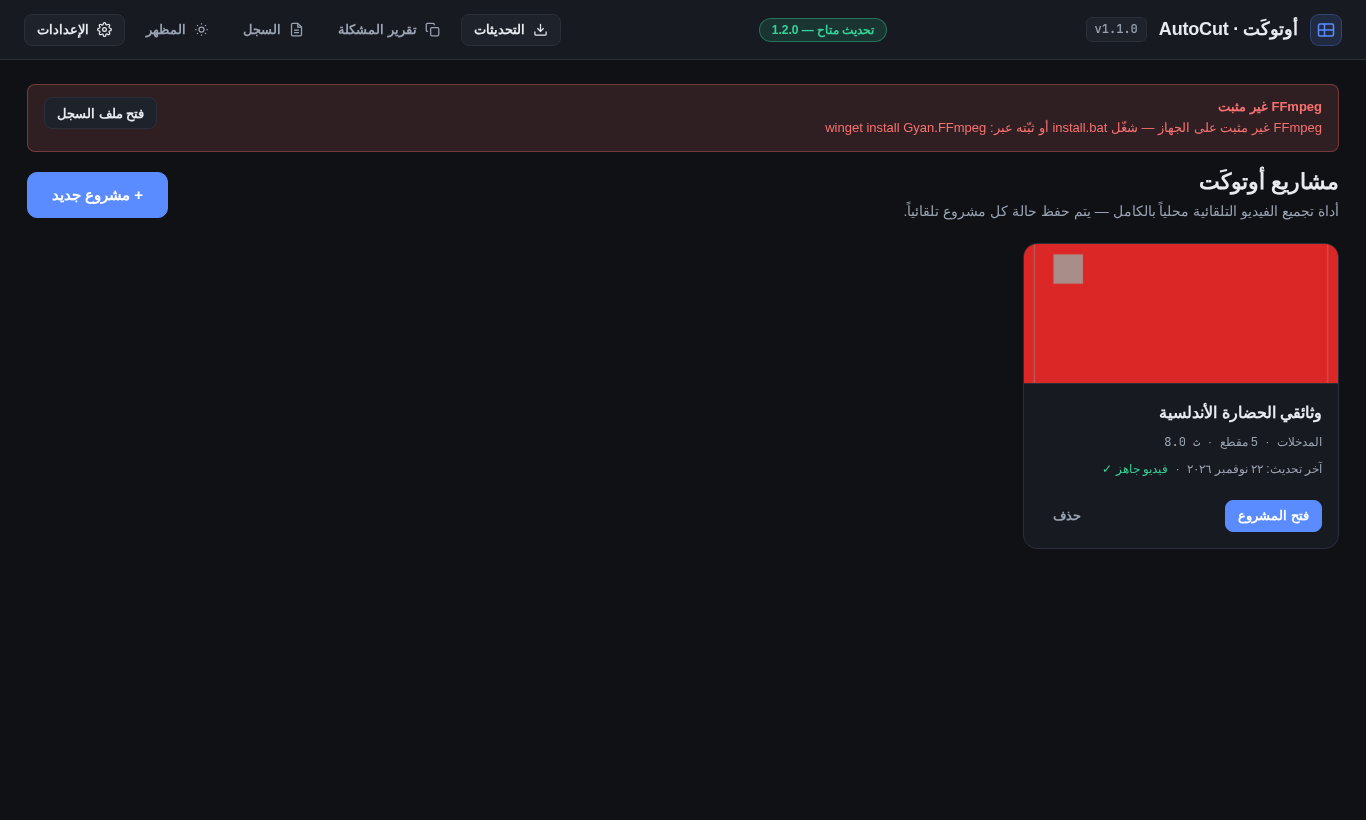 أوتوكَت · AutoCut
v1.1.0
تحديث متاح — 1.2.0
التحديثات
تقرير المشكلة
السجل
المظهر
الإعدادات
FFmpeg غير مثبت
FFmpeg غير مثبت على الجهاز — شغّل install.bat أو ثبّته عبر: winget install Gyan.FFmpeg
فتح ملف السجل
مشاريع أوتوكَت
أداة تجميع الفيديو التلقائية محلياً بالكامل — يتم حفظ حالة كل مشروع تلقائياً.
+ مشروع جديد
وثائقي الحضارة الأندلسية
المدخلات · 5 مقطع · 8.0 ث
آخر تحديث: ٢٢ نوفمبر ٢٠٢٦ · فيديو جاهز ✓
فتح المشروع
حذف